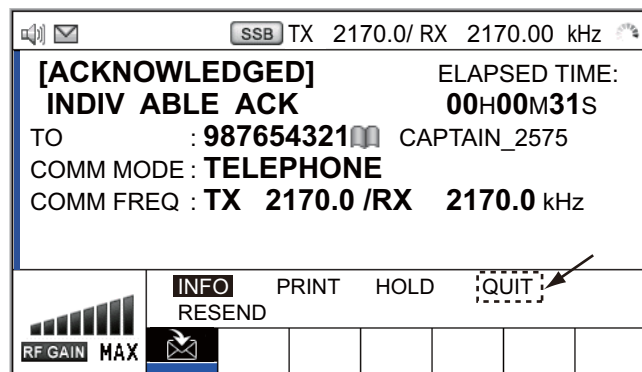 SSB TX 2170.0/ RX 2170.00 kHz
[ACKNOWLEDGED] ELAPSED TIME:
INDIV ABLE ACK 00H00M31S
TO : 987654321 CAPTAIN_2575
COMM MODE : TELEPHONE
COMM FREQ : TX 2170.0 /RX 2170.0 kHz
INFO PRINT HOLD QUIT
RESEND
RF GAIN MAX